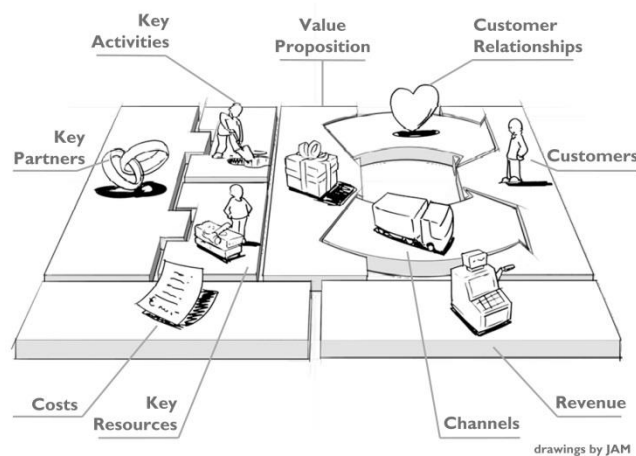 Key
Activities
Value
Proposition
Customer
Relationships
Key
Partners
Customers
Costs
Key
Resources
Channels
Revenue
drawings by JAM